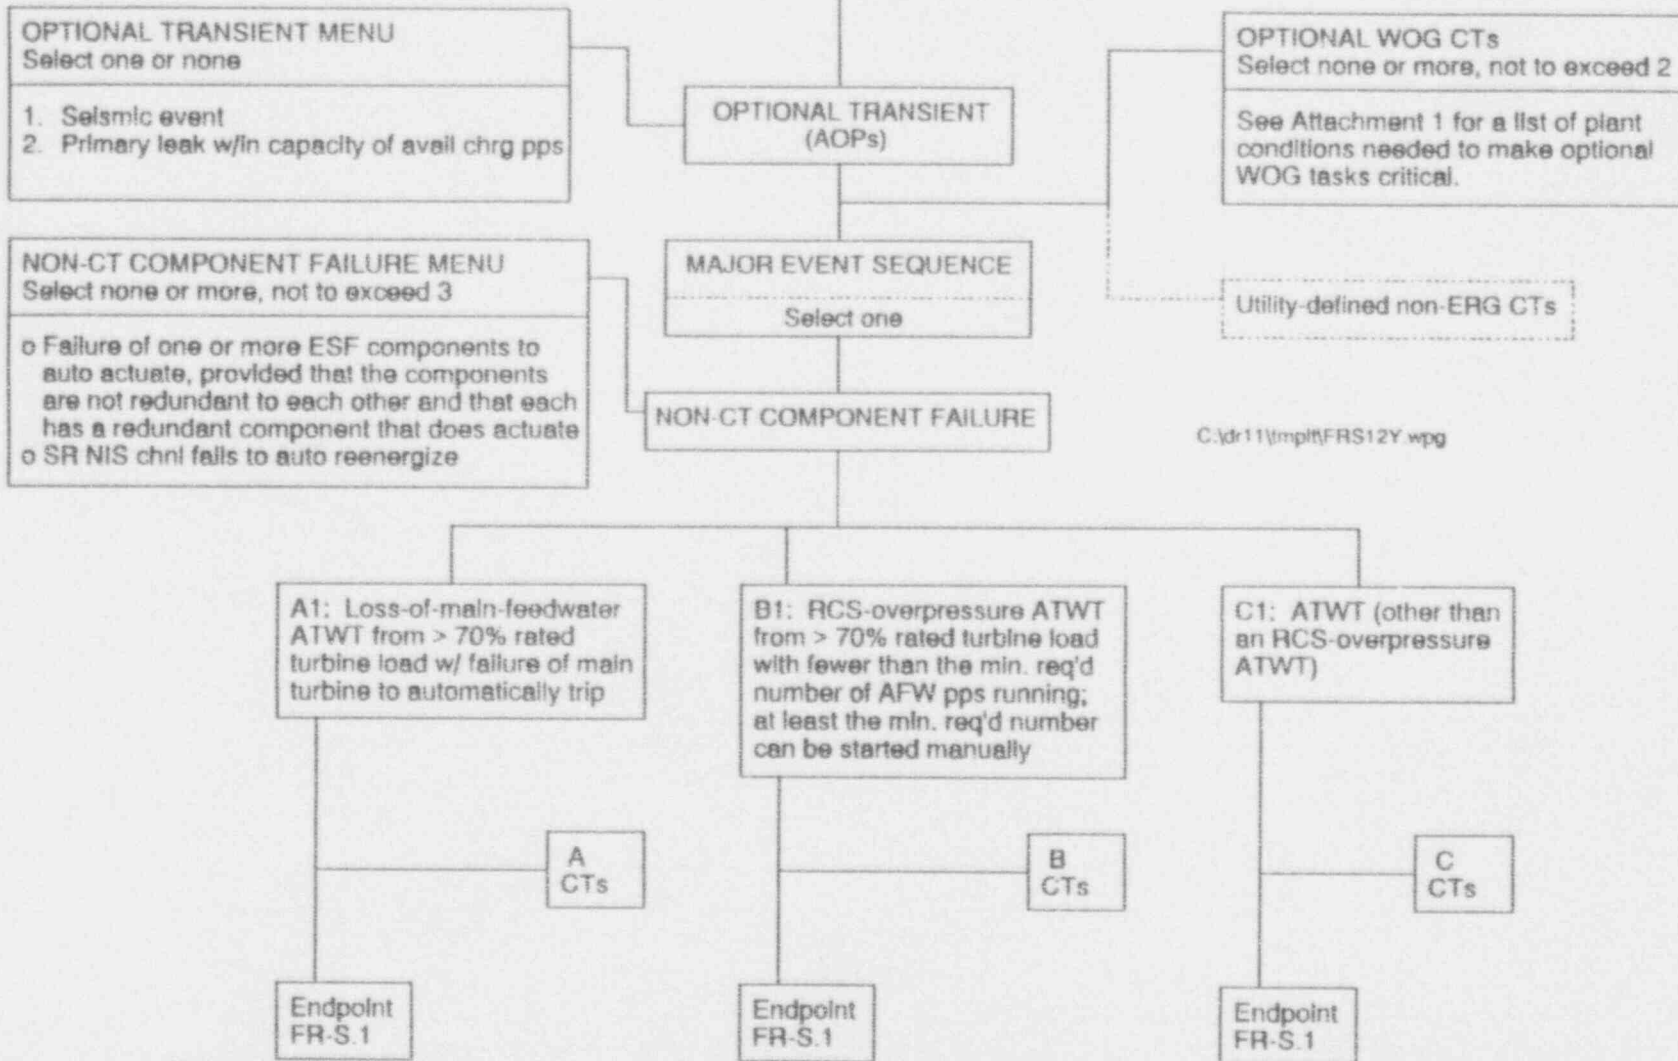 OPTIONAL TRANSIENT MENU
Select one or none
1. Seismic event
2. Primary leak w/in capacity of avail chrg pps
OPTIONAL TRANSIENT
(AOPs)
OPTIONAL WOG CTs
Select none or more, not to exceed 2
See Attachment 1 for a list of plant
conditions needed to make optional
WOG tasks critical.
NON-CT COMPONENT FAILURE MENU
Select none or more, not to exceed 3
o Failure of one or more ESF components to
auto actuate, provided that the components
are not redundant to each other and that each
has a redundant component that does actuate
o SR NIS chnl fails to auto reenergize
MAJOR EVENT SEQUENCE
Select one
Utility-defined non-ERG CTs
NON-CT COMPONENT FAILURE
C:\dr11\tmplt\FRS12Y.wpg
A1: Loss-of-main-feedwater
ATWT from > 70% rated
turbine load w/ failure of main
turbine to automatically trip
B1: RCS-overpressure ATWT
from > 70% rated turbine load
with fewer than the min. req'd
number of AFW pps running;
at least the min. req'd number
can be started manually
C1: ATWT (other than
an RCS-overpressure
ATWT)
A
CTs
B
CTs
C
CTs
Endpoint
FR-S.1
Endpoint
FR-S.1
Endpoint
FR-S.1